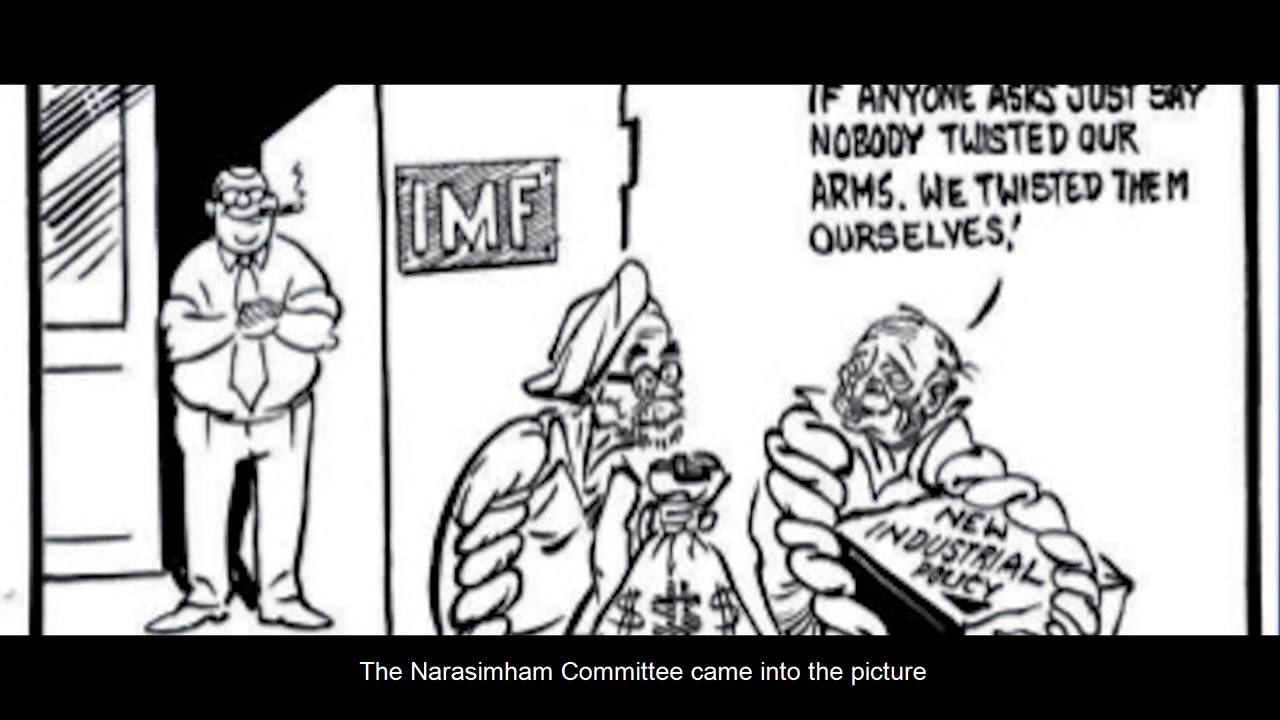 IF ANYONE ASKS JUST SAY
NOBODY TWISTED OUR
ARMS. WE TWISTED THEM
OURSELVES!
IMF
NEW
INDUSTRIAL
POLICY
$ $ $
The Narasimham Committee came into the picture